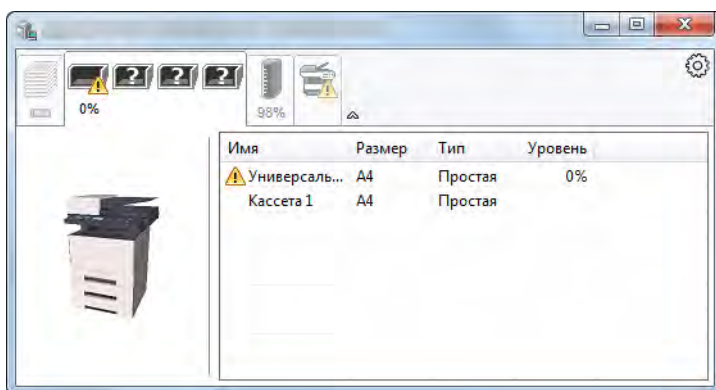 ? ? ?
0%
98%
Имя Размер Тип Уровень
Универсаль... A4 Простая 0%
Кассета 1 A4 Простая